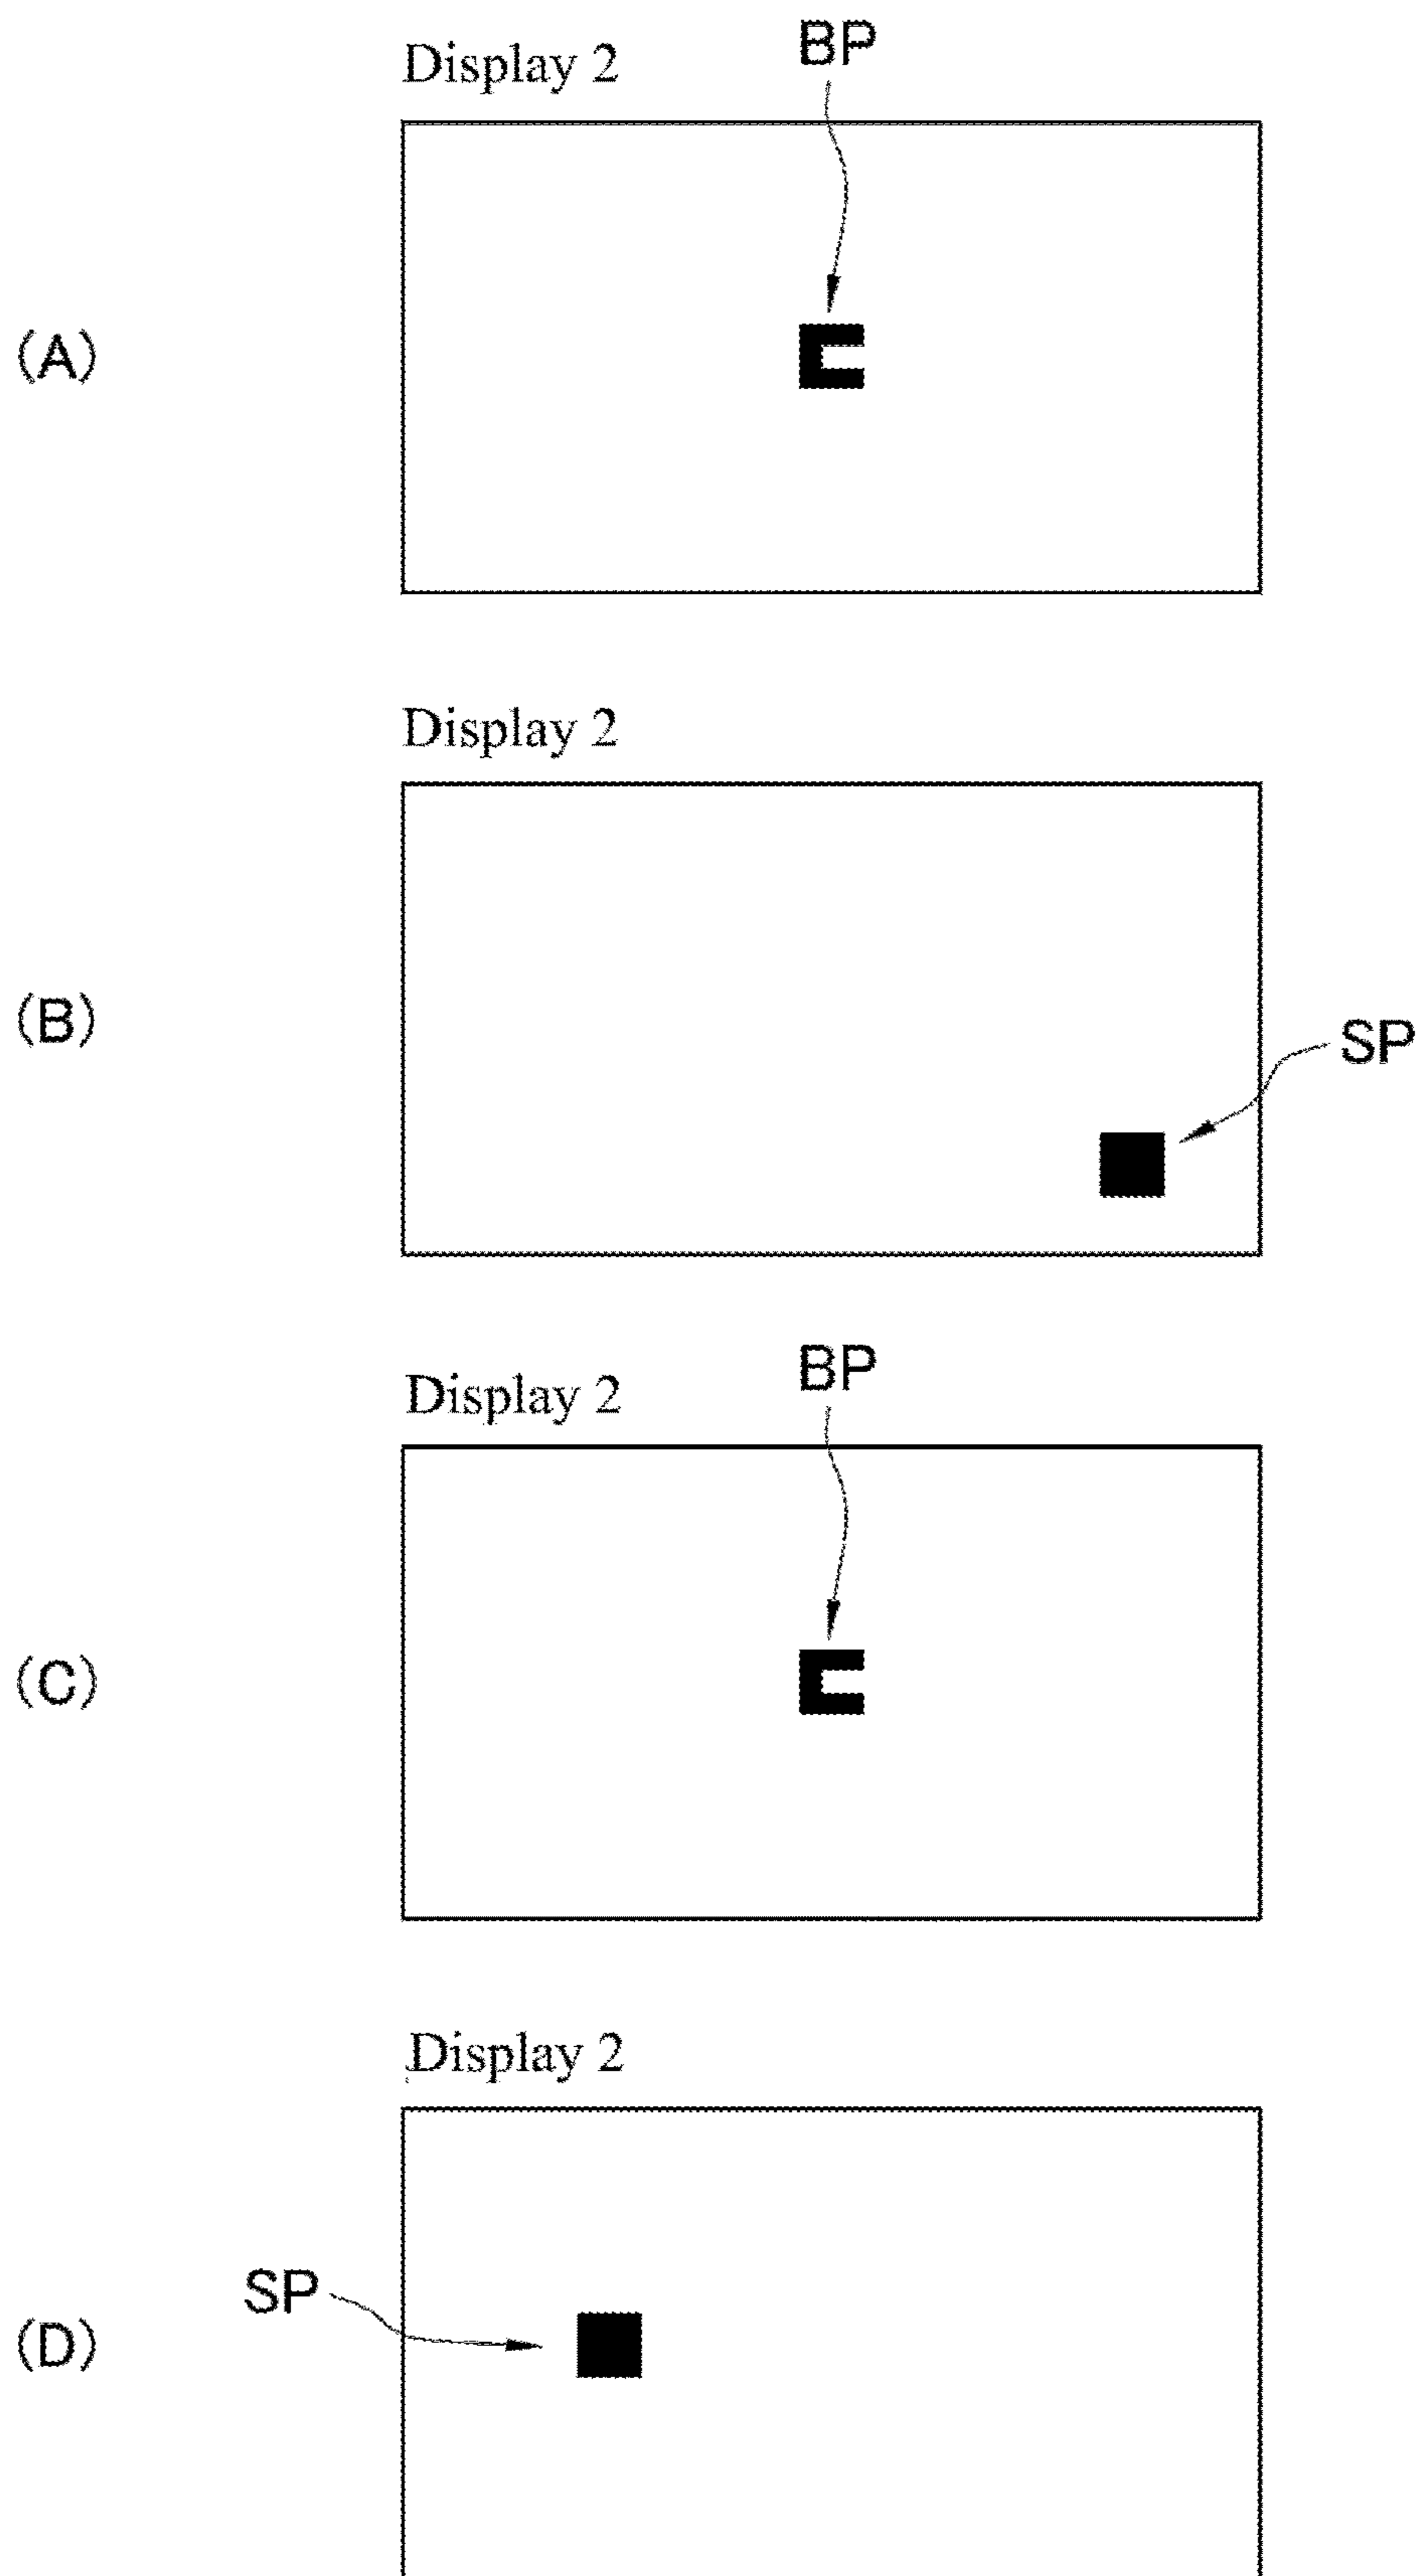 BP
Display 2
(A)
Display 2
(B)
SP
BP
Display 2
(C)
Display 2
SP
(D)